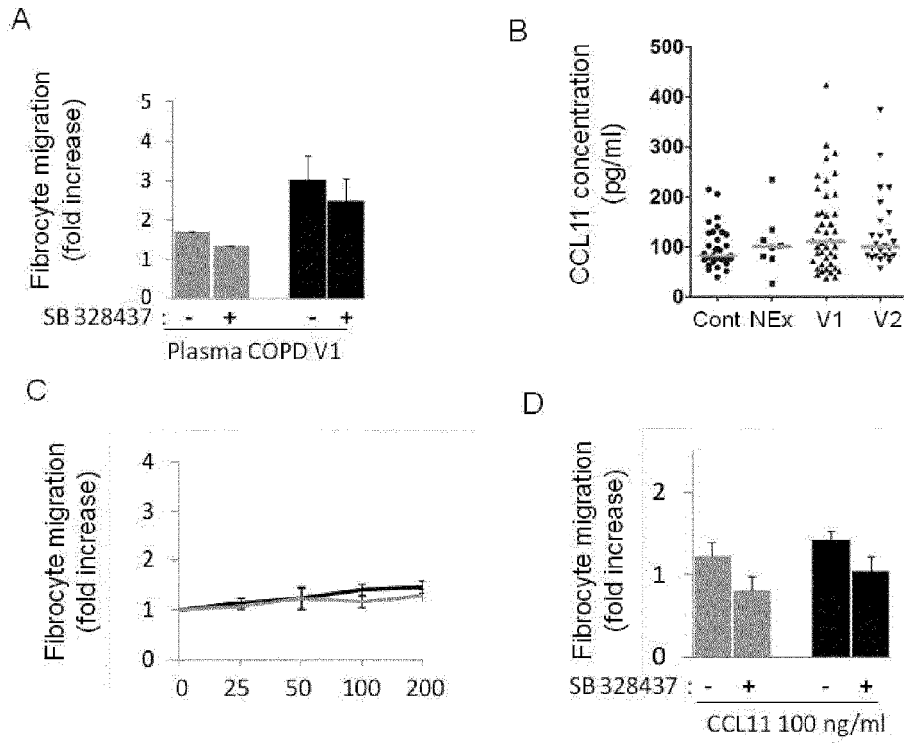 A
Fibrocyte migration
(fold increase)
5
4
3
2
1
0
SB 328437 : - + - +
Plasma COPD V1
B
CCL11 concentration
(pg/ml)
500
400
300
200
100
0
Cont NEx V1 V2
C
Fibrocyte migration
(fold increase)
4
3
2
1
0
0 25 50 100 200
D
Fibrocyte migration
(fold increase)
2
1
0
SB 328437 : - + - +
CCL11 100 ng/ml